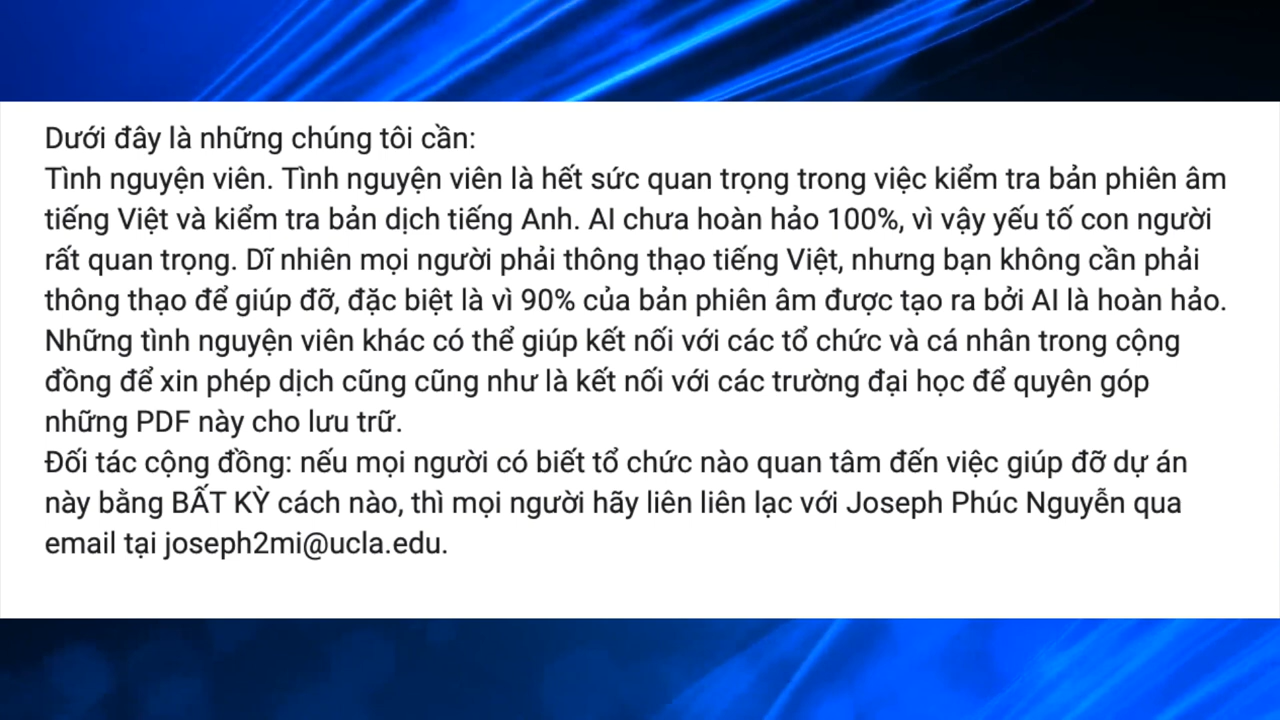 Dưới đây là những chúng tôi cần:
Tình nguyện viên. Tình nguyện viên là hết sức quan trọng trong việc kiểm tra bản phiên âm
tiếng Việt và kiểm tra bản dịch tiếng Anh. AI chưa hoàn hảo 100%, vì vậy yếu tố con người
rất quan trọng. Dĩ nhiên mọi người phải thông thạo tiếng Việt, nhưng bạn không cần phải
thông thạo để giúp đỡ, đặc biệt là vì 90% của bản phiên âm được tạo ra bởi AI là hoàn hảo.
Những tình nguyện viên khác có thể giúp kết nối với các tổ chức và cá nhân trong cộng
đồng để xin phép dịch cũng cũng như là kết nối với các trường đại học để quyên góp
những PDF này cho lưu trữ.
Đối tác cộng đồng: nếu mọi người có biết tổ chức nào quan tâm đến việc giúp đỡ dự án
này bằng BẤT KỲ cách nào, thì mọi người hãy liên liên lạc với Joseph Phúc Nguyễn qua
email tại joseph2mi@ucla.edu.